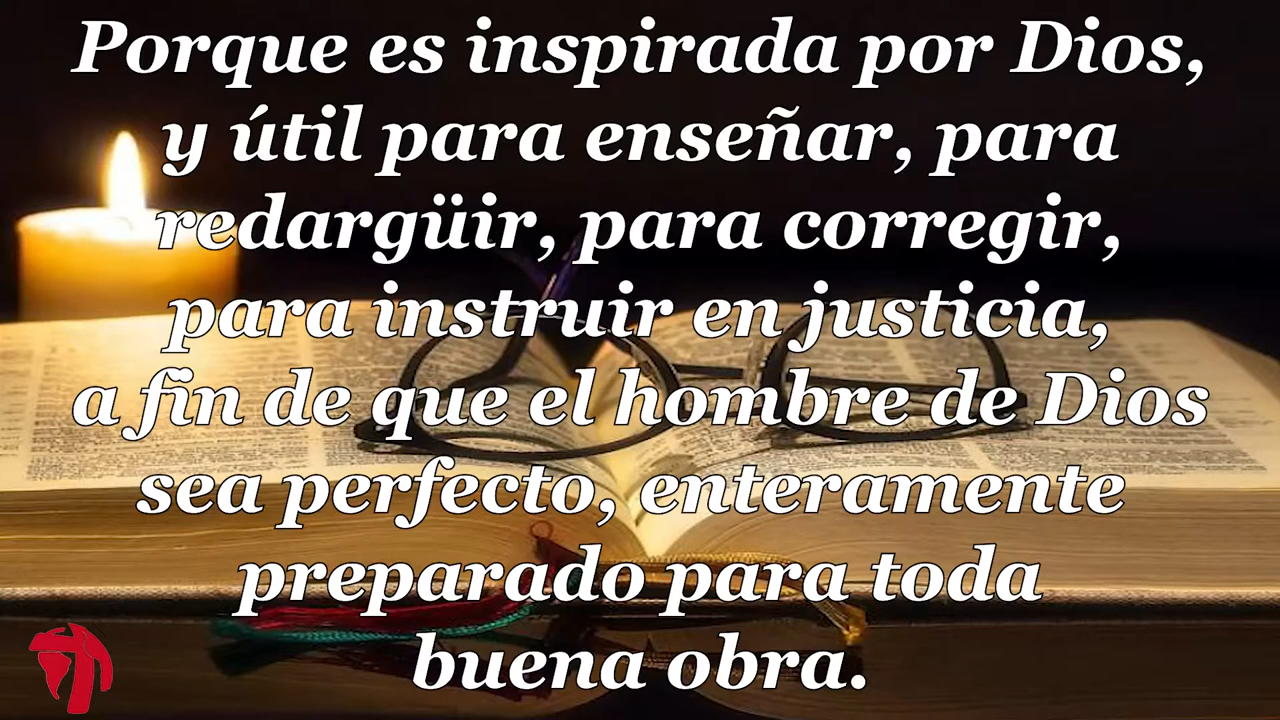 Porque es inspirada por Dios,
y útil para enseñar, para
redargüir, para corregir,
para instruir en justicia,
a fin de que el hombre de Dios
sea perfecto, enteramente
preparado para toda
buena obra.